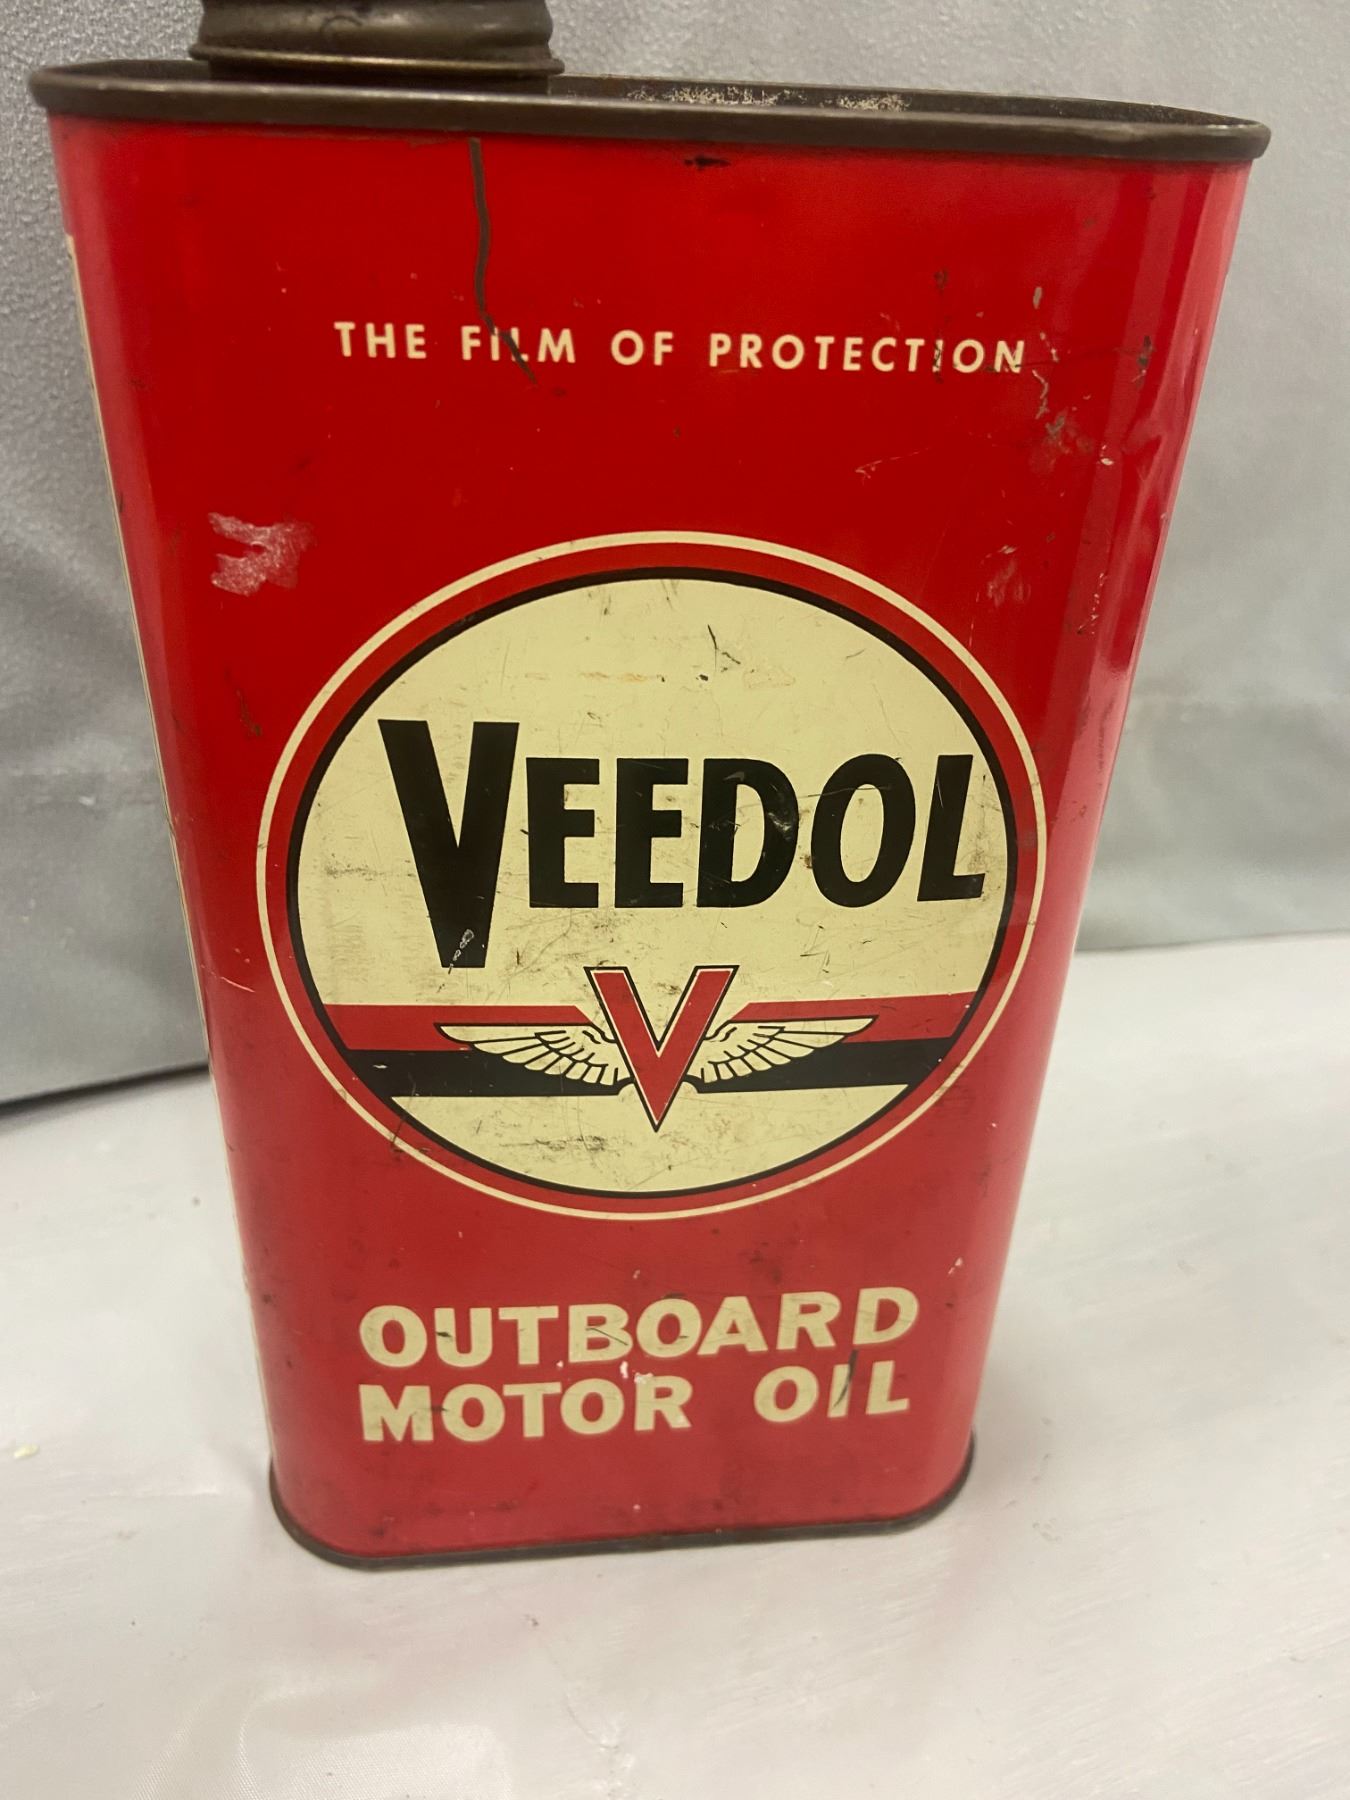 THE FILM OF PROTECTION
VEEDOL
V
OUTBOARD
MOTOR OIL